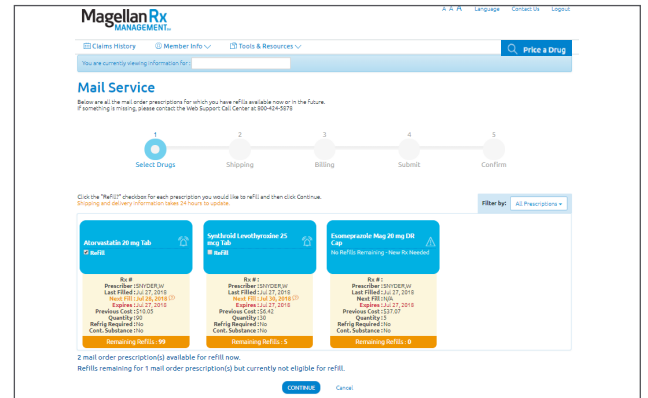 A A A Language Contact Us Logout
MagellanRx
MANAGEMENT
Claims History Member Info Tools & Resources Price a Drug
You are currently viewing information for :
Mail Service
Below are all the mail order prescriptions for which you have refills available now or in the future.
If something is missing, please contact the Web Support Call Center at 800-424-5878
1 2 3 4 5
Select Drugs Shipping Billing Submit Confirm
Click the "Refill?" checkbox for each prescription you would like to refill and then click Continue.
Shipping and delivery information takes 24 hours to update.
Filter by: All Prescriptions
Atorvastatin 20 mg Tab
Refill
Rx #
Prescriber :SNYDER,W
Last Filled :Jul 27, 2018
Next Fill :Jul 28, 2018
Expires :Jul 27, 2018
Previous Cost :$10.05
Quantity :90
Refrig Required :No
Cont. Substance :No
Remaining Refills : 99
Synthroid Levothyroxine 25
mcg Tab
Refill
Rx # :
Prescriber :SNYDER,W
Last Filled :Jul 27, 2018
Next Fill :Jul 30, 2018
Expires :Jul 27, 2018
Previous Cost :$6.42
Quantity :30
Refrig Required :No
Cont. Substance :No
Remaining Refills : 5
Esomeprazole Mag 20 mg DR
Cap
No Refills Remaining - New Rx Needed
Rx # :
Prescriber :SNYDER,W
Last Filled :Jul 27, 2018
Next Fill :N/A
Expires :Jul 27, 2018
Previous Cost :$37.07
Quantity :5
Refrig Required :No
Cont. Substance :No
Remaining Refills : 0
2 mail order prescription(s) available for refill now.
Refills remaining for 1 mail order prescription(s) but currently not eligible for refill.
CONTINUE Cancel